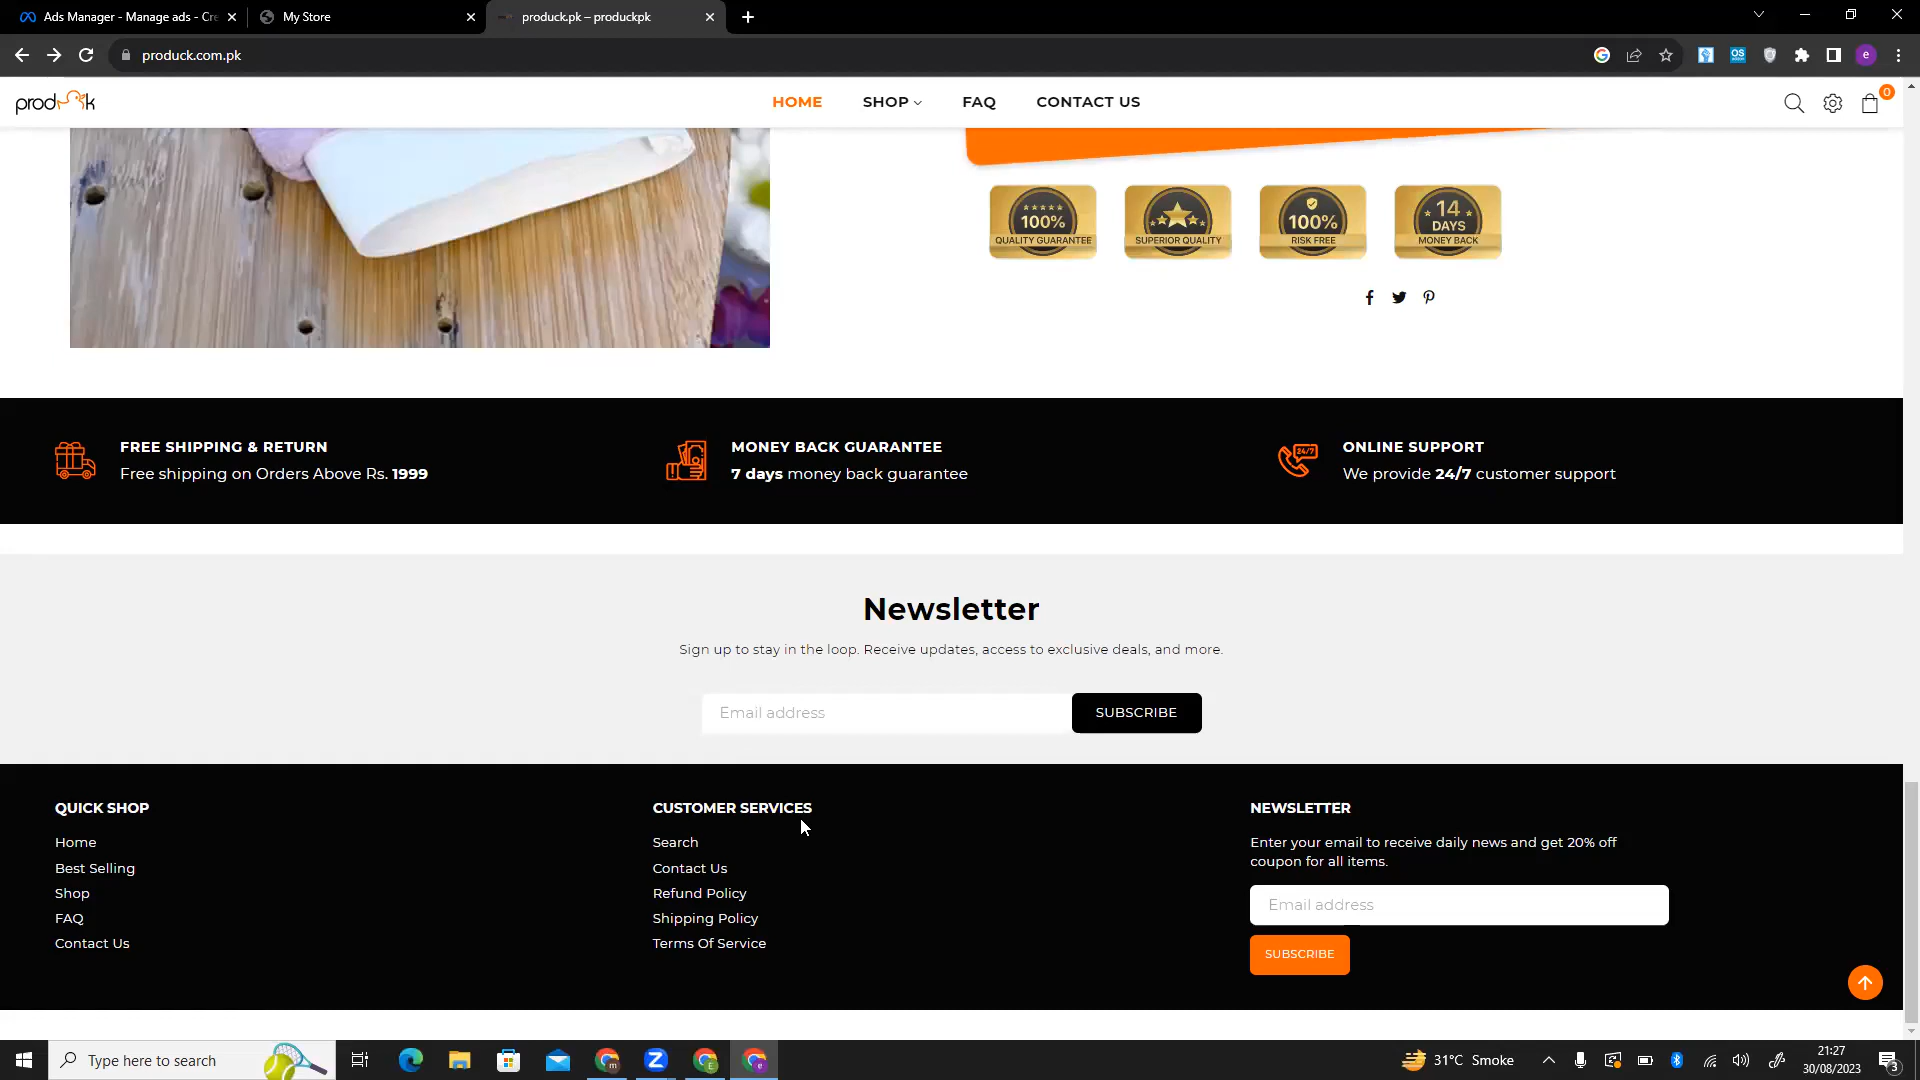 Ads Manager - Manage ads - Cre
My Store
produck.pk – produckpk
produck.com.pk
OS
e
prod k
HOME
SHOP
FAQ
CONTACT US
0
100%
QUALITY GUARANTEE
SUPERIOR QUALITY
100%
RISK FREE
14
DAYS
MONEY BACK
FREE SHIPPING & RETURN
Free shipping on Orders Above Rs. 1999
MONEY BACK GUARANTEE
7 days money back guarantee
24/7
ONLINE SUPPORT
We provide 24/7 customer support
Newsletter
Sign up to stay in the loop. Receive updates, access to exclusive deals, and more.
Email address
SUBSCRIBE
QUICK SHOP
Home
Best Selling
Shop
FAQ
Contact Us
CUSTOMER SERVICES
Search
Contact Us
Refund Policy
Shipping Policy
Terms Of Service
NEWSLETTER
Enter your email to receive daily news and get 20% off
coupon for all items.
Email address
SUBSCRIBE
Type here to search
m
Z
E
e
31°C Smoke
21:27
30/08/2023
3